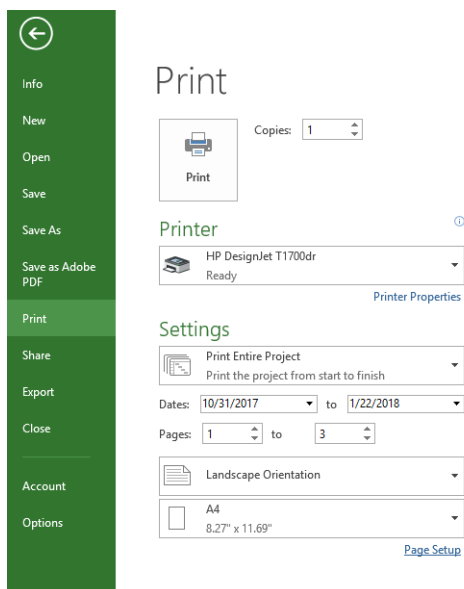 Info
New
Open
Save
Save As
Save as Adobe
PDF
Print
Share
Export
Close
Account
Options
Print
Print
Copies: 1
Printer
HP DesignJet T1700dr
Ready
Printer Properties
Settings
Print Entire Project
Print the project from start to finish
Dates: 10/31/2017 to 1/22/2018
Pages: 1 to 3
Landscape Orientation
A4
8.27" x 11.69"
Page Setup